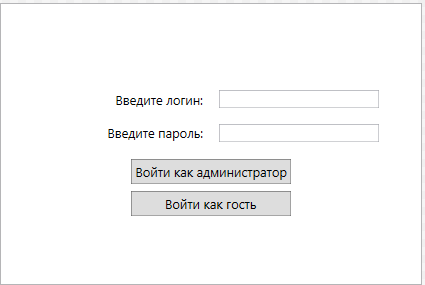 Введите логин:
Введите пароль:
Войти как администратор
Войти как гость